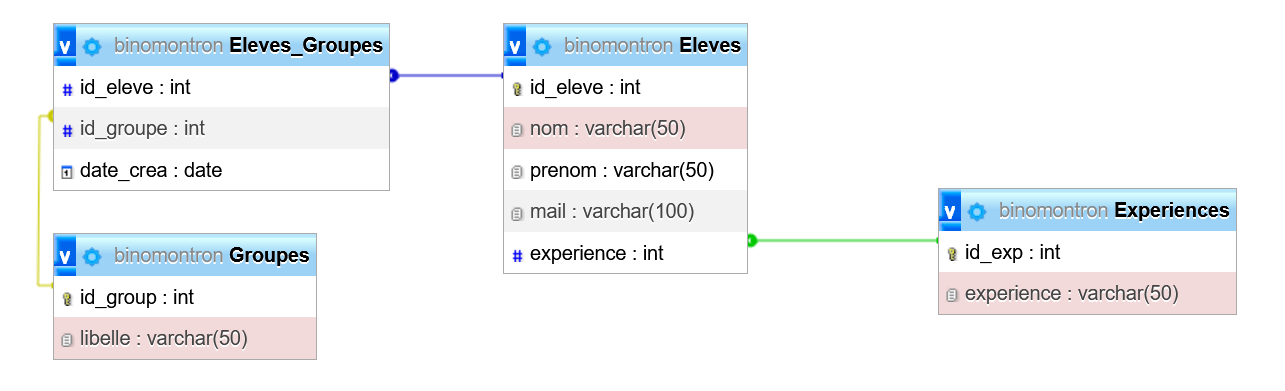 v binomontron Eleves_Groupes
# id_eleve : int
# id_groupe : int
1 date_crea : date
v binomontron Groupes
id_group : int
libelle : varchar(50)
v binomontron Eleves
id_eleve : int
nom : varchar(50)
prenom : varchar(50)
mail : varchar(100)
# experience : int
v binomontron Experiences
id_exp : int
experience : varchar(50)